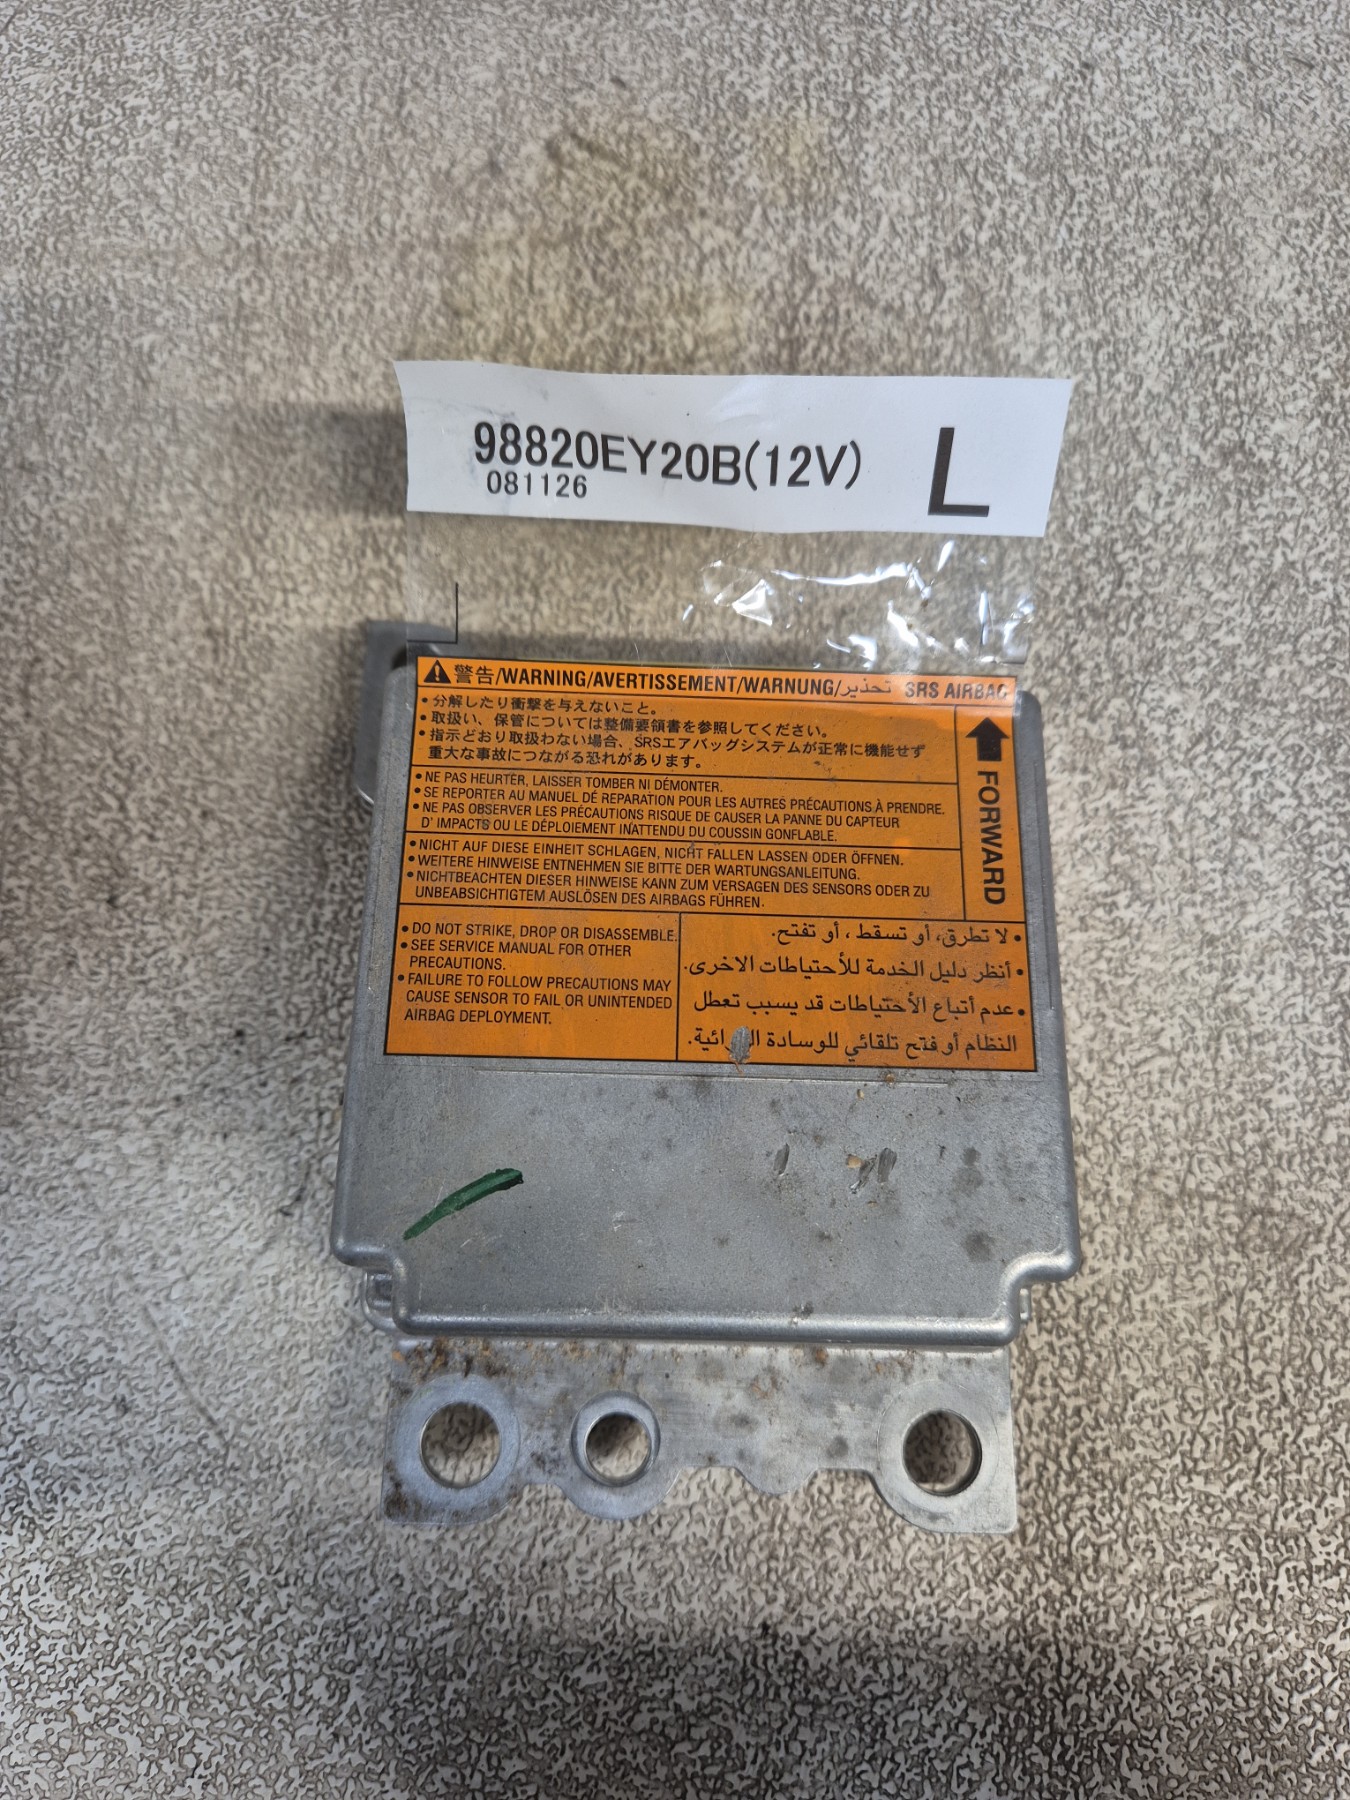 98820EY20B(12V)
081126
L
警告/WARNING/AVERTISSEMENT/WARNUNG/تحذير SRS AIRBAG
• 分解したり衝撃を与えないこと。
• 取扱い、保管については整備要領書を参照してください。
• 指示どおり取扱わない場合、SRSエアバッグシステムが正常に機能せず
重大な事故につながる恐れがあります。
FORWARD
• NE PAS HEURTER, LAISSER TOMBER NI DÉMONTER.
• SE REPORTER AU MANUEL DE RÉPARATION POUR LES AUTRES PRÉCAUTIONS À PRENDRE.
• NE PAS OBSERVER LES PRÉCAUTIONS RISQUE DE CAUSER LA PANNE DU CAPTEUR
D' IMPACTS OU LE DÉPLOIEMENT INATTENDU DU COUSSIN GONFLABLE.
• NICHT AUF DIESE EINHEIT SCHLAGEN, NICHT FALLEN LASSEN ODER ÖFFNEN.
• WEITERE HINWEISE ENTNEHMEN SIE BITTE DER WARTUNGSANLEITUNG.
• NICHTBEACHTEN DIESER HINWEISE KANN ZUM VERSAGEN DES SENSORS ODER ZU
UNBEABSICHTIGTEM AUSLÖSEN DES AIRBAGS FÜHREN.
• DO NOT STRIKE, DROP OR DISASSEMBLE.
• SEE SERVICE MANUAL FOR OTHER
PRECAUTIONS.
• FAILURE TO FOLLOW PRECAUTIONS MAY
CAUSE SENSOR TO FAIL OR UNINTENDED
AIRBAG DEPLOYMENT.
• لا تطرق، أو تسقط ، أو تفتح.
• أنظر دليل الخدمة للأحتياطات الاخرى.
• عدم أتباع الأحتياطات قد يسبب تعطل
النظام أو فتح تلقائي للوسادة